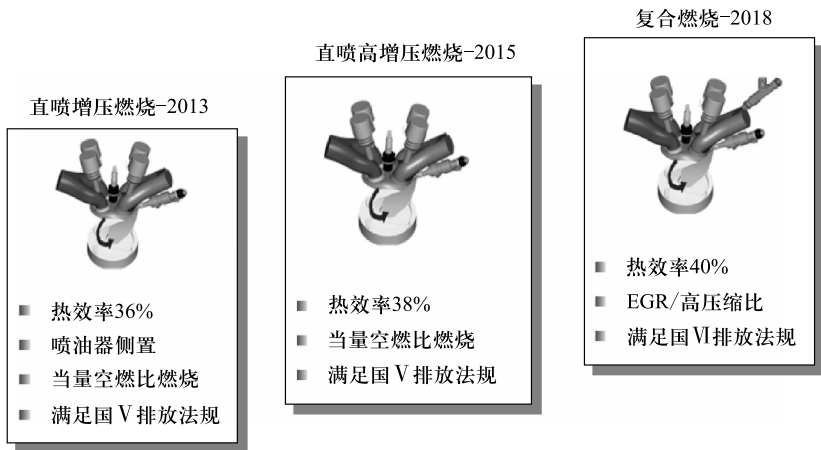 直喷增压燃烧-2013
热效率36%
喷油器侧置
当量空燃比燃烧
满足国Ⅴ排放法规
直喷高增压燃烧-2015
热效率38%
当量空燃比燃烧
满足国Ⅴ排放法规
复合燃烧-2018
热效率40%
EGR/高压缩比
满足国Ⅵ排放法规